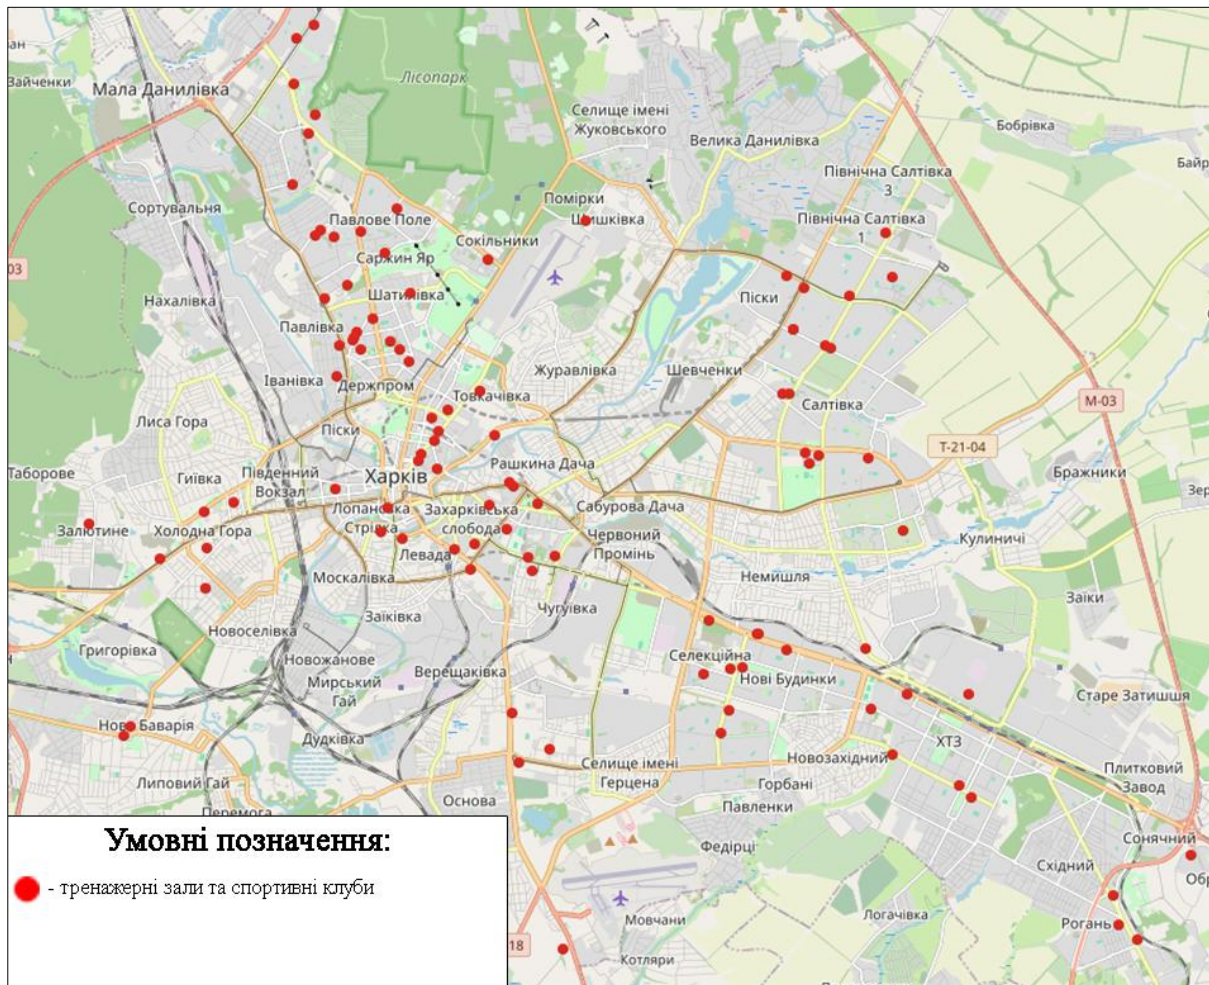 Лісопарк
Зайченки
Мала Данилівка
Селище імені
Жуковського
Бобрівка
Велика Данилівка
Північна Салтівка
3
Помірки
Сортувальня
Павлове Поле
Шишківка
Північна Салтівка
1
Сокільники
Саржин Яр
03
Нахалівка
Шатилівка
Піски
Павлівка
Журавлівка
Шевченки
Іванівка
Держпром
Товкачівка
М-03
Салтівка
Лиса Гора
Піски
Т-21-04
Таборове
Гиївка
Південний
Вокзал
Харків
Рашкина Дача
Бражники
Залютине
Холодна Гора
Лопанська
Стрілка
Захарківська
слобода
Сабурова Дача
Левада
Червоний
Промінь
Кулиничі
Москалівка
Немишля
Заїківка
Чугуївка
Заїки
Новоселівка
Григорівка
Новожанове
Верещаківка
Селекційна
Мирський
Гай
Нові Будинки
Старе Затишшя
Нова Баварія
Дудківка
ХТЗ
Новозахідний
Селище імені
Герцена
Горбані
Плитковий
Завод
Липовий Гай
Основа
Павленки
Перемога
Умовні позначення:
Федірці
Сонячний
Східний
- тренажерні зали та спортивні клуби
Логачівка
Мовчани
Рогань
18
Котляри